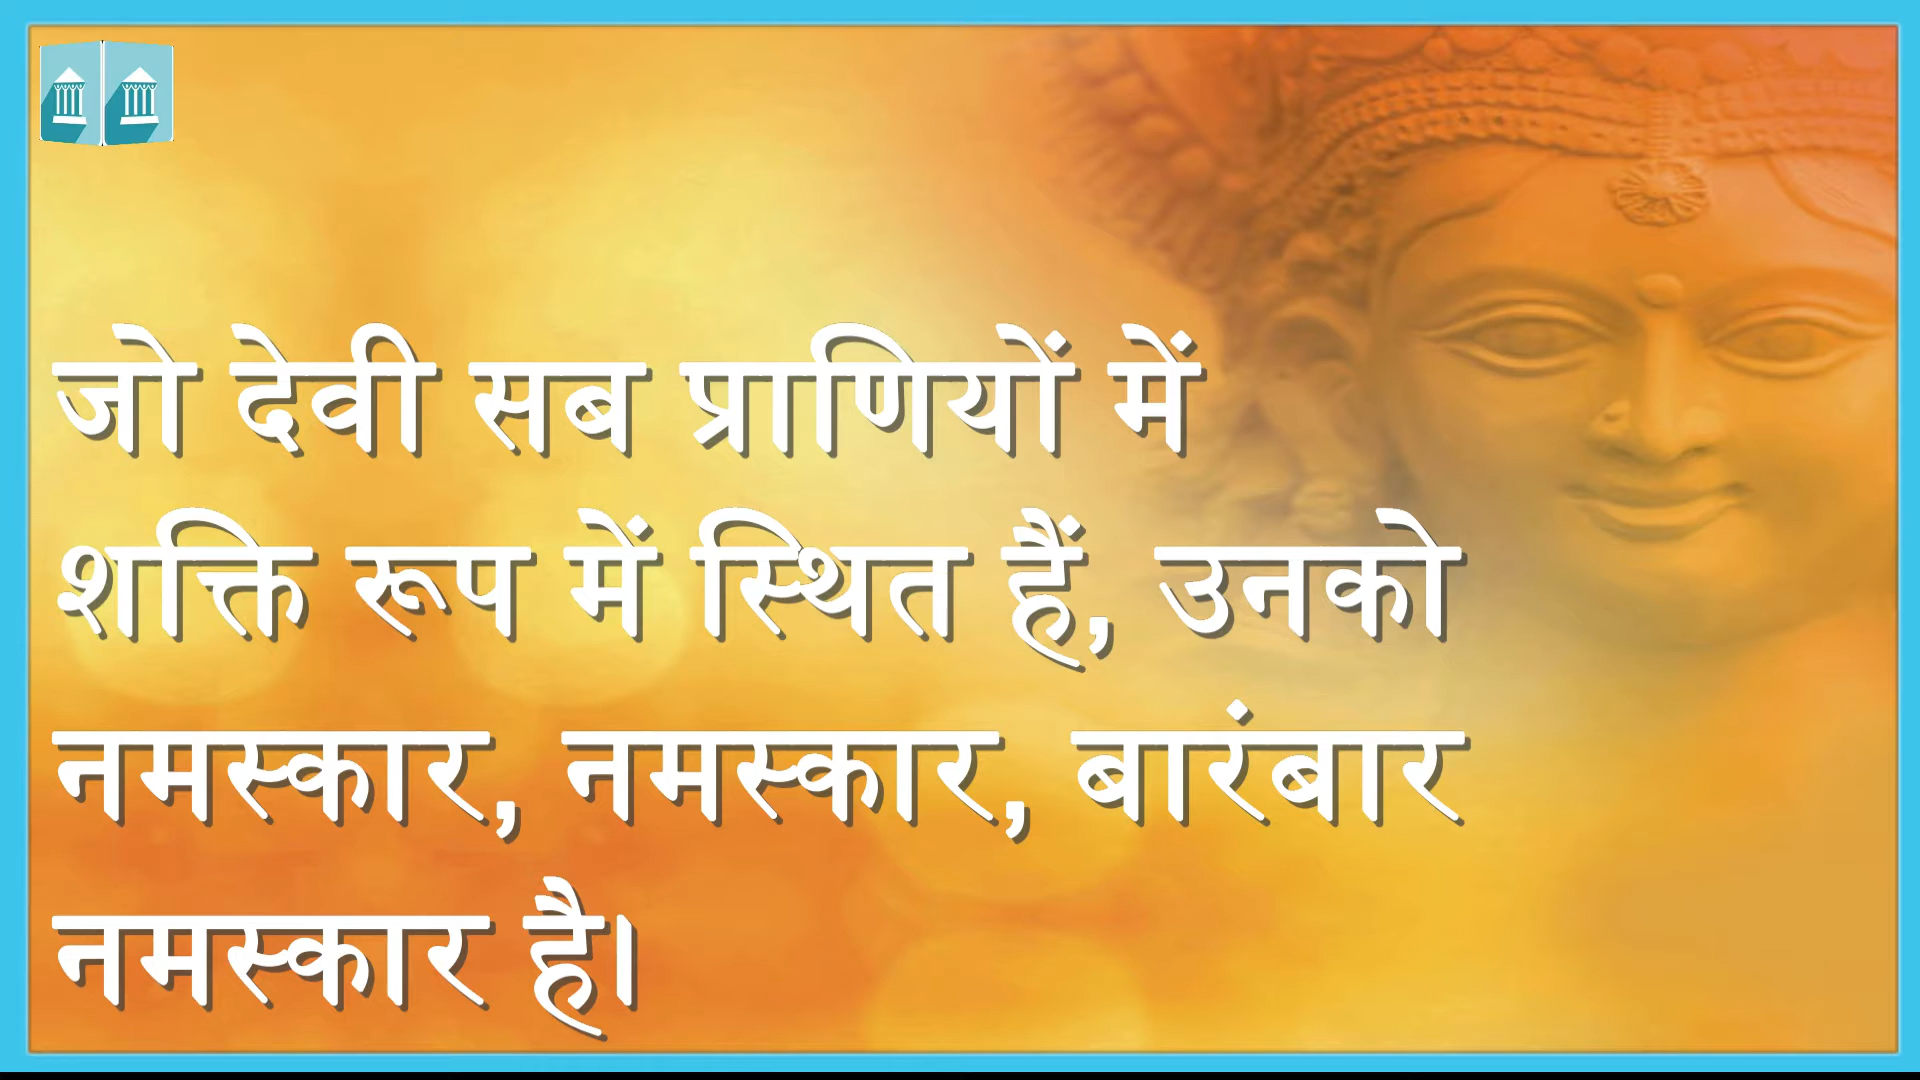 जो देवी सब प्राणियों में
शक्ति रूप में स्थित हैं, उनको
नमस्कार, नमस्कार, बारंबार
नमस्कार है।